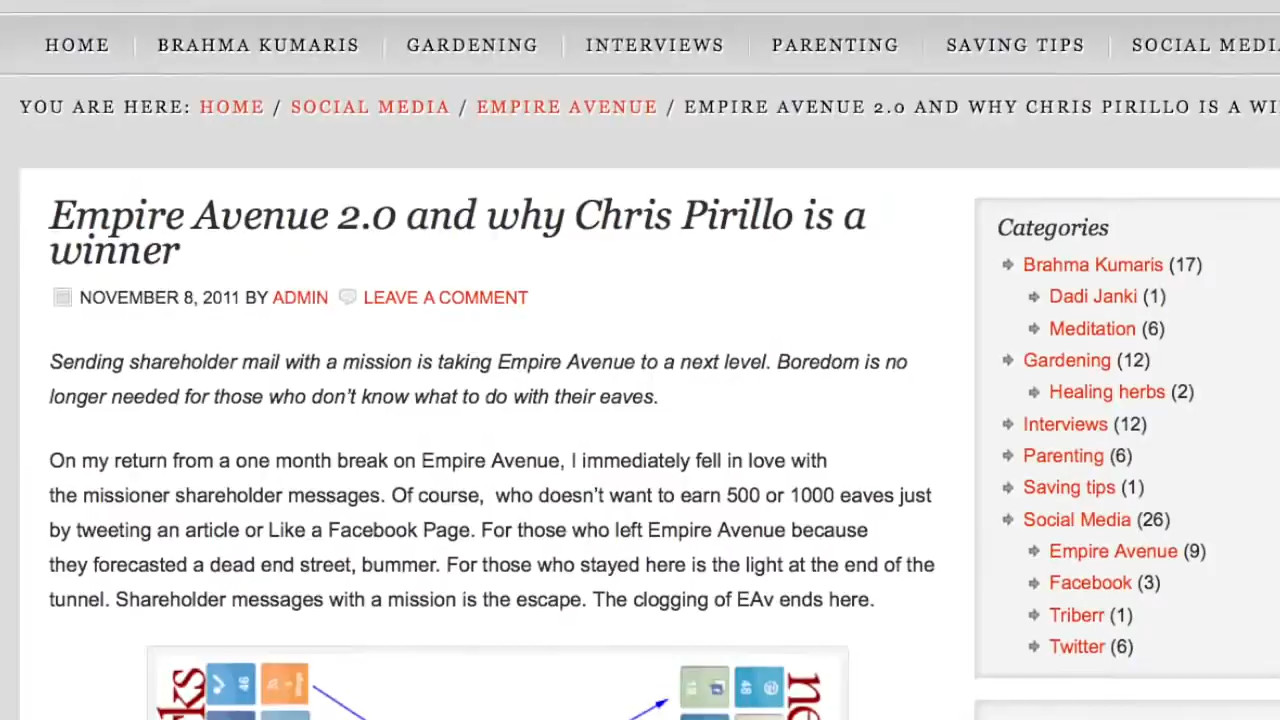 HOME BRAHMA KUMARIS GARDENING INTERVIEWS PARENTING SAVING TIPS SOCIAL
YOU ARE HERE: HOME / SOCIAL MEDIA / EMPIRE AVENUE / EMPIRE AVENUE 2.0 AND WHY CHRIS PIRILLO IS A
Empire Avenue 2.0 and why Chris Pirillo is a
winner
NOVEMBER 8, 2011 BY ADMIN LEAVE A COMMENT
Sending shareholder mail with a mission is taking Empire Avenue to a next level. Boredom is no
longer needed for those who don't know what to do with their eaves.
On my return from a one month break on Empire Avenue, I immediately fell in love with
the missioner shareholder messages. Of course, who doesn't want to earn 500 or 1000 eaves just
by tweeting an article or Like a Facebook Page. For those who left Empire Avenue because
they forecasted a dead end street, bummer. For those who stayed here is the light at the end of the
tunnel. Shareholder messages with a mission is the escape. The clogging of EAv ends here.
Categories
Brahma Kumaris (17)
Dadi Janki (1)
Meditation (6)
Gardening (12)
Healing herbs (2)
Interviews (12)
Parenting (6)
Saving tips (1)
Social Media (26)
Empire Avenue (9)
Facebook (3)
Triberr (1)
Twitter (6)